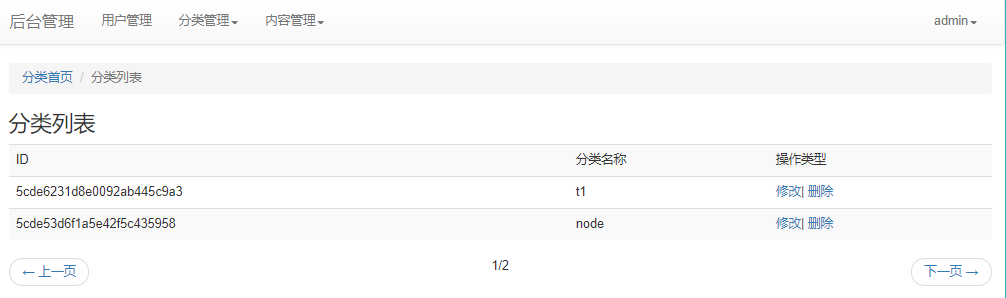 后台管理 用户管理 分类管理 内容管理 admin
分类首页 / 分类列表
分类列表
ID 分类名称 操作类型
5cde6231d8e0092ab445c9a3 t1 修改| 删除
5cde53d6f1a5e42f5c435958 node 修改| 删除
← 上一页 1/2 下一页 →